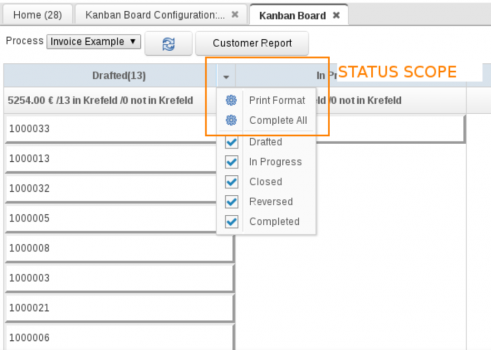 Home (28) Kanban Board Configuration:... × Kanban Board ×
Process Invoice Example Customer Report
STATUS SCOPE
Drafted(13) In P
5254.00 € /13 in Krefeld /0 not in Krefeld ld /0 not in Krefeld
Print Format
Complete All
1000033
Drafted
1000013
In Progress
1000032
Closed
1000005
Reversed
1000008
Completed
1000003
1000021
1000006